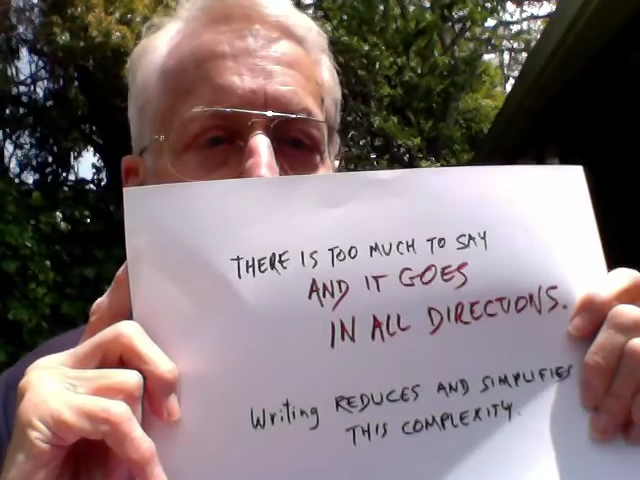 THERE IS TOO MUCH TO SAY
AND IT GOES
IN ALL DIRECTIONS.
Writing REDUCES AND SIMPLIFIES
THIS COMPLEXITY.